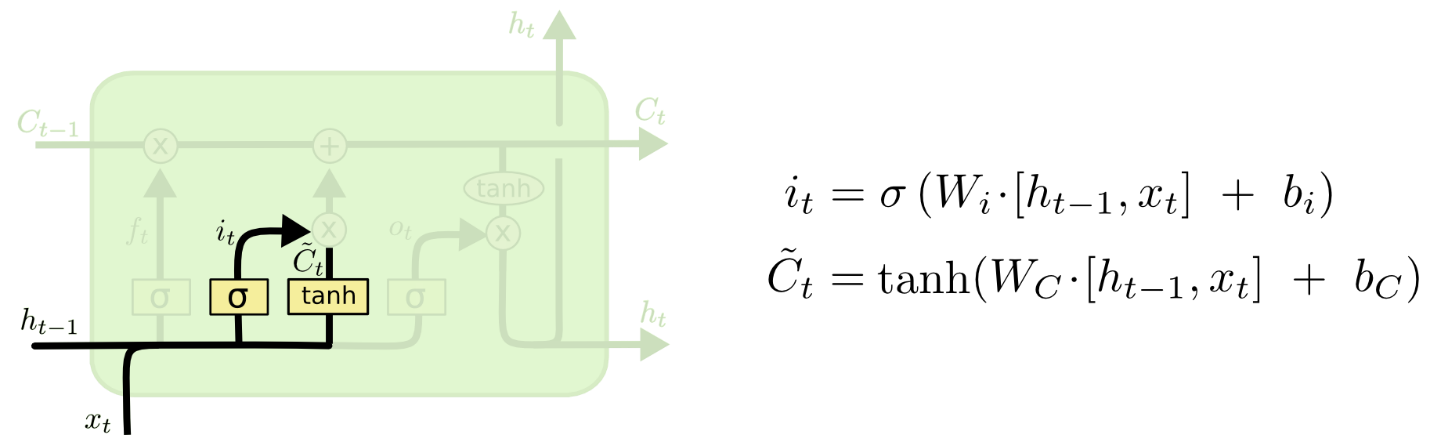 h_t
C_{t-1}
C_t
x
+
tanh
f_t
i_t
x
o_t
x
C̃_t
σ
σ
tanh
σ
h_{t-1}
h_t
x_t
i_t = σ (W_i·[h_{t-1}, x_t] + b_i)
C̃_t = tanh(W_C·[h_{t-1}, x_t] + b_C)